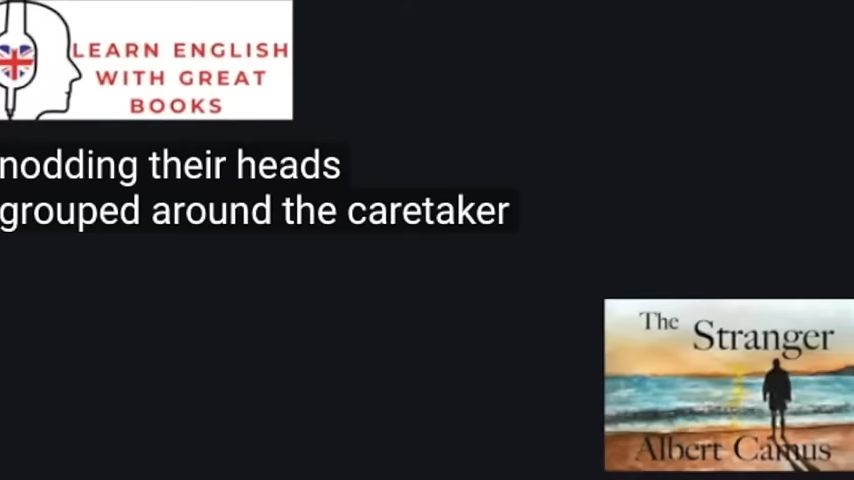 LEARN ENGLISH
WITH GREAT
BOOKS
nodding their heads
grouped around the caretaker
The Stranger
Albert Camus